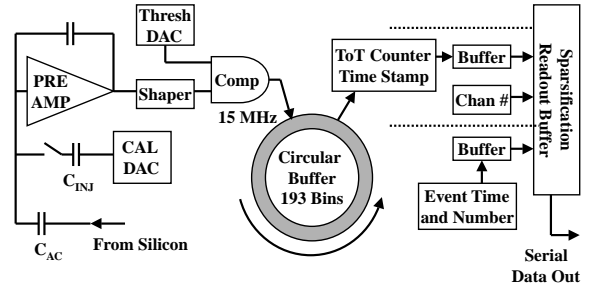 Thresh
DAC
PRE
AMP
Shaper
Comp
15 MHz
CAL
DAC
C_INJ
C_AC
From Silicon
Circular
Buffer
193 Bins
ToT Counter
Time Stamp
Buffer
Chan #
Buffer
Event Time
and Number
Sparsification
Readout Buffer
Serial
Data Out